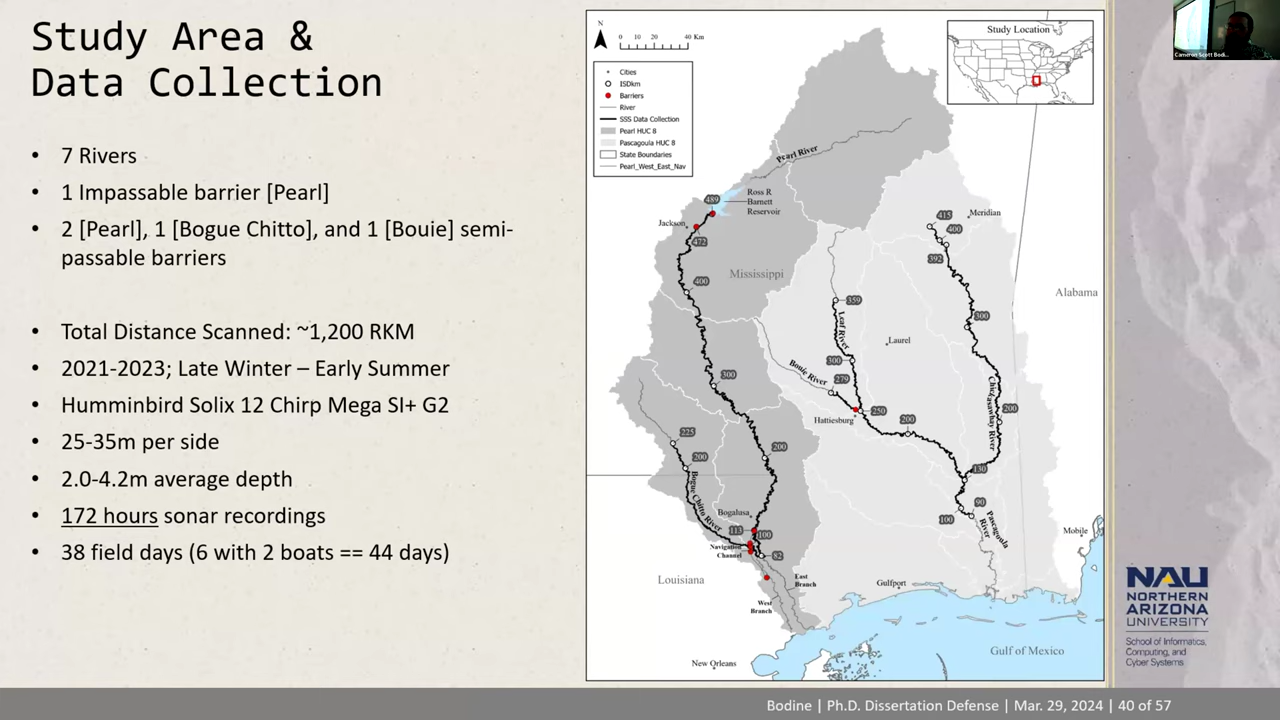 Study Area &
Data Collection
• 7 Rivers
• 1 Impassable barrier [Pearl]
• 2 [Pearl], 1 [Bogue Chitto], and 1 [Bouie] semi-
passable barriers
• Total Distance Scanned: ~1,200 RKM
• 2021-2023; Late Winter – Early Summer
• Humminbird Solix 12 Chirp Mega SI+ G2
• 25-35m per side
• 2.0-4.2m average depth
• 172 hours sonar recordings
• 38 field days (6 with 2 boats == 44 days)
N
0 10 20 40 Km
Cities
ISDkm
Barriers
River
SSS Data Collection
Pearl HUC 8
Pascagoula HUC 8
State Boundaries
Pearl_West_East_Nav
Study Location
Pearl River
489
Ross R
Barnett
Reservoir
Jackson
472
415
Meridian
400
392
400
Mississippi
Alabama
359
300
Leaf River
Laurel
300
Bouie River
279
300
Chickasawhay River
200
Hattiesburg
250
200
225
200
200
130
Bogue Chitto River
90
100
Pascagoula
River
Bogalusa
113
100
Navigation
Channel
82
Mobile
Louisiana
East
Branch
Gulfport
West
Branch
Gulf of Mexico
New Orleans
Cameron Scott Bodi...
NAU
NORTHERN
ARIZONA
UNIVERSITY
School of Informatics,
Computing, and
Cyber Systems
Bodine | Ph.D. Dissertation Defense | Mar. 29, 2024 | 40 of 57